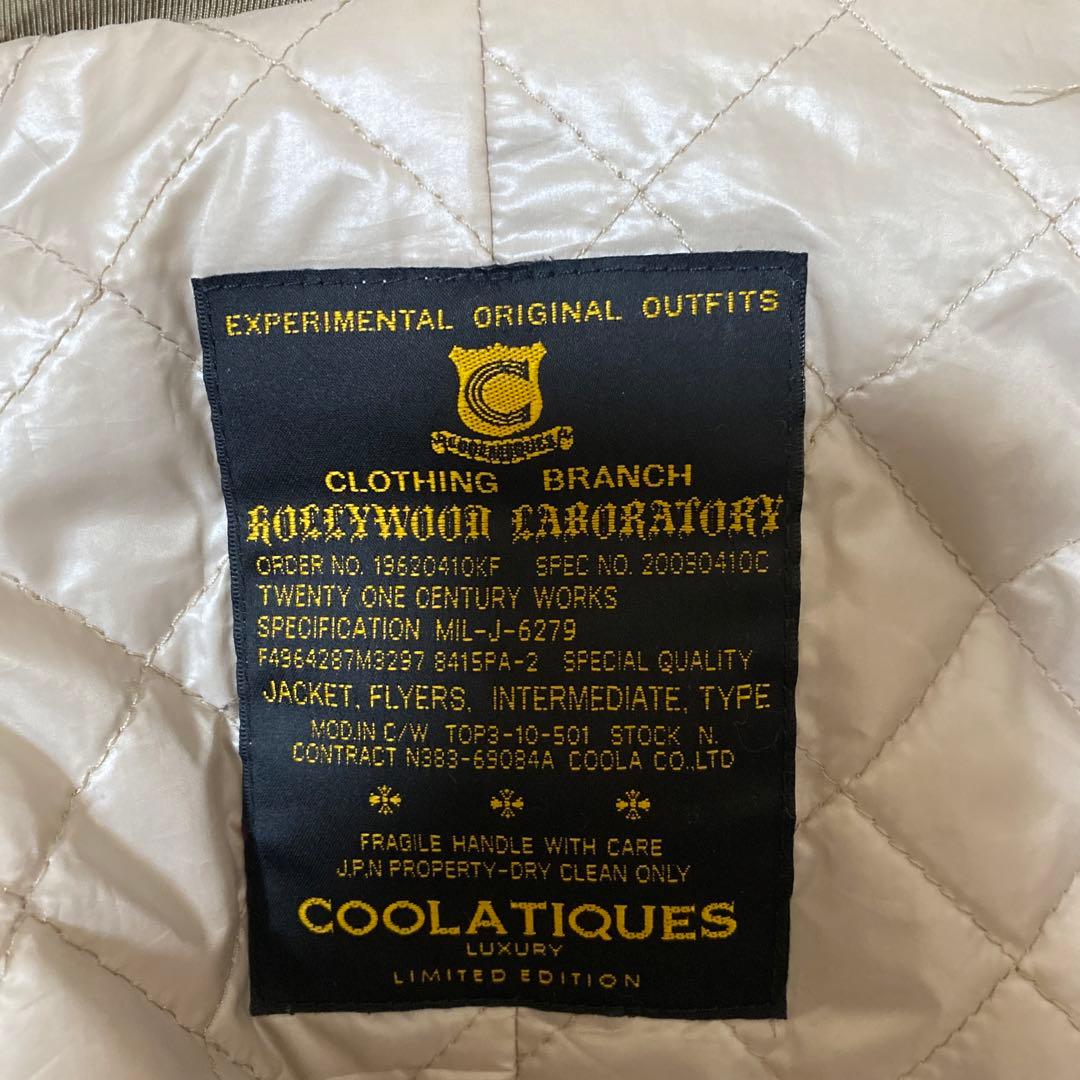 EXPERIMENTAL ORIGINAL OUTFITS
C
COOLATIQUES
CLOTHING BRANCH
ROLLYWOOD LABORATORY
ORDER NO. 19620410KF SPEC NO. 20090410C
TWENTY ONE CENTURY WORKS
SPECIFICATION MIL-J-6279
F4964287M3297 8415PA-2 SPECIAL QUALITY
JACKET, FLYERS, INTERMEDIATE, TYPE
MOD.IN C/W TOP3-10-501 STOCK N.
CONTRACT N383-69084A COOLA CO.,LTD
FRAGILE HANDLE WITH CARE
J.P.N PROPERTY-DRY CLEAN ONLY
COOLATIQUES
LUXURY
LIMITED EDITION